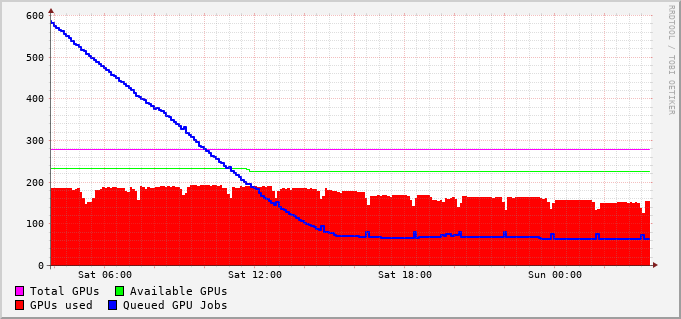 600
500
400
300
200
100
0
Sat 06:00 Sat 12:00 Sat 18:00 Sun 00:00
Total GPUs Available GPUs
GPUs used Queued GPU Jobs
RRDTOOL / TOBI OETIKER